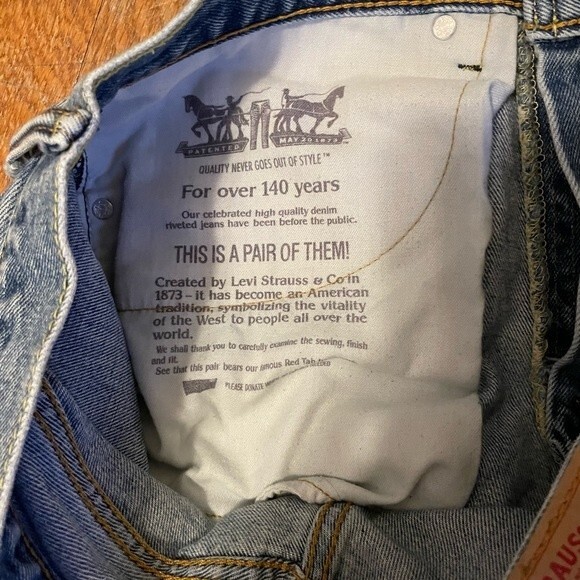 PATENTED MAY 20 1873
QUALITY NEVER GOES OUT OF STYLE™
For over 140 years
Our celebrated high quality denim
riveted jeans have been before the public.
THIS IS A PAIR OF THEM!
Created by Levi Strauss & Co in
1873 – it has become an American
tradition, symbolizing the vitality
of the West to people all over the
world.
We shall thank you to carefully examine the sewing, finish
and fit.
See that this pair bears our famous Red Tab
PLEASE DONATE